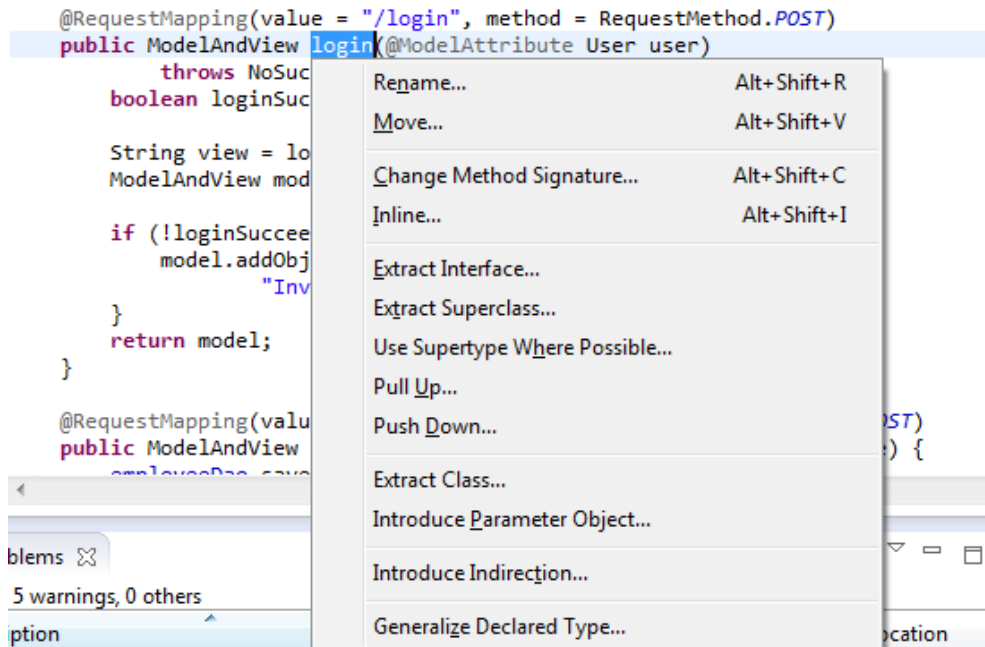 @RequestMapping(value = "/login", method = RequestMethod.POST)
public ModelAndView login(@ModelAttribute User user)
throws NoSuc
boolean loginSuc
String view = lo
ModelAndView mod
if (!loginSuccee
model.addObj
"Inv
}
return model;
}
@RequestMapping(valu
OST)
public ModelAndView
) {
Rename... Alt+Shift+R
Move... Alt+Shift+V
Change Method Signature... Alt+Shift+C
Inline... Alt+Shift+I
Extract Interface...
Extract Superclass...
Use Supertype Where Possible...
Pull Up...
Push Down...
Extract Class...
Introduce Parameter Object...
Introduce Indirection...
Generalize Declared Type...
blems
5 warnings, 0 others
iption
ocation